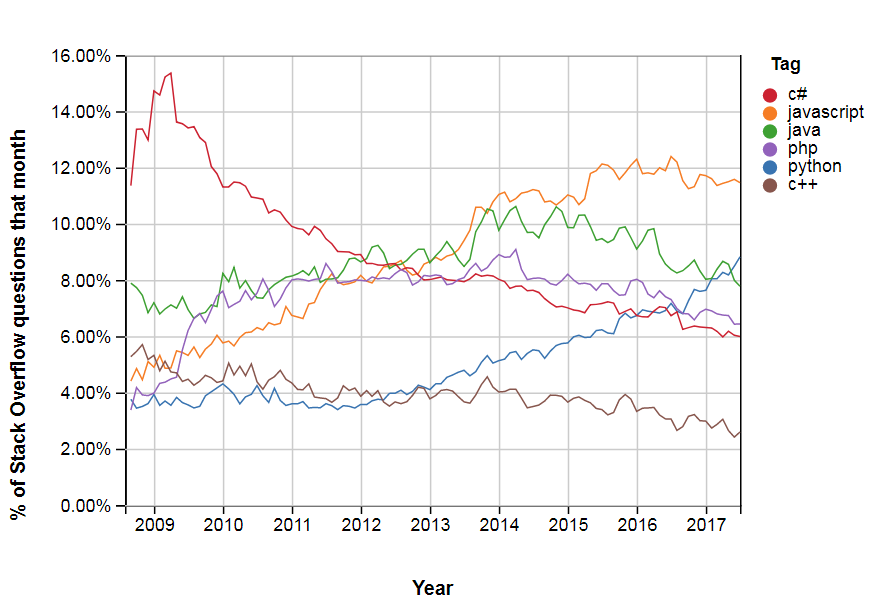 16.00%
14.00%
12.00%
10.00%
8.00%
6.00%
4.00%
2.00%
0.00%
% of Stack Overflow questions that month
2009 2010 2011 2012 2013 2014 2015 2016 2017
Year
Tag
c#
javascript
java
php
python
c++